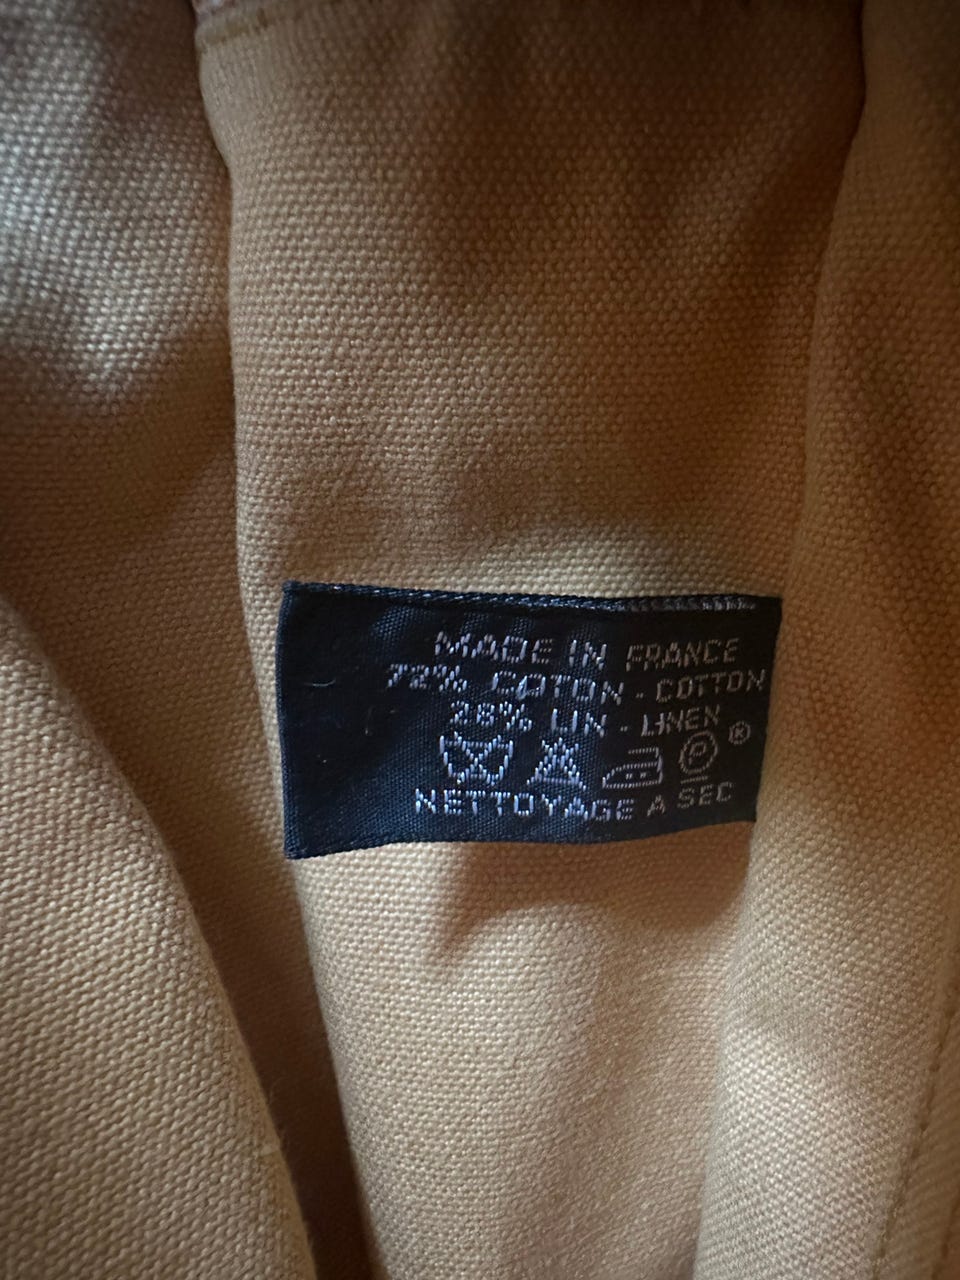 MADE IN FRANCE
72% COTON - COTTON
28% LIN - LINEN
P ®
NETTOYAGE A SEC